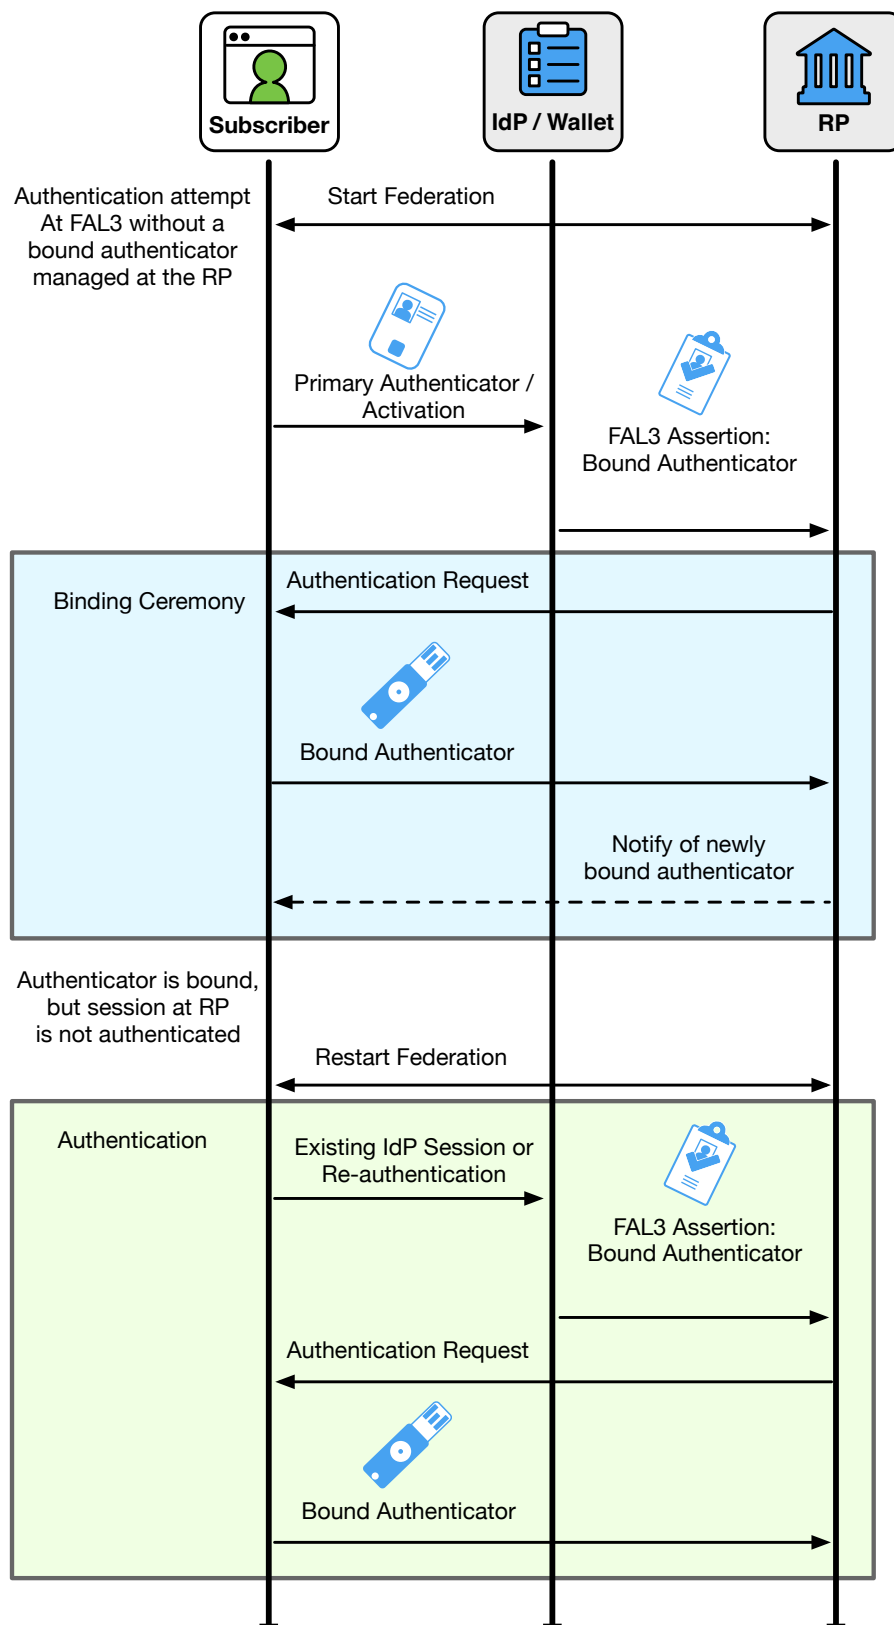 Subscriber
IdP / Wallet
RP
Authentication attempt
At FAL3 without a
bound authenticator
managed at the RP
Start Federation
Primary Authenticator /
Activation
FAL3 Assertion:
Bound Authenticator
Binding Ceremony
Authentication Request
Bound Authenticator
Notify of newly
bound authenticator
Authenticator is bound,
but session at RP
is not authenticated
Restart Federation
Authentication
Existing IdP Session or
Re-authentication
FAL3 Assertion:
Bound Authenticator
Authentication Request
Bound Authenticator